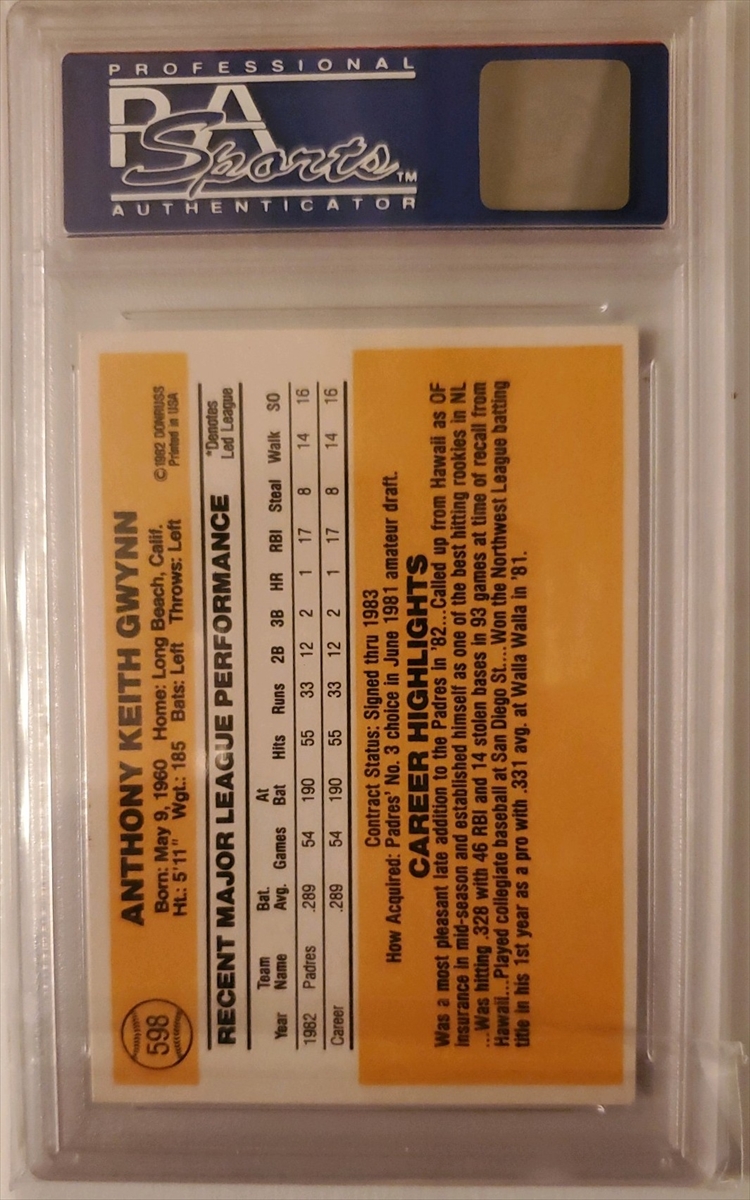 PROFESSIONAL
PSA
Sports™
AUTHENTICATOR
598
ANTHONY KEITH GWYNN
Born: May 9, 1960 Home: Long Beach, Calif.
Ht.: 5'11" Wgt.: 185 Bats: Left Throws: Left
©1982 DONRUSS
Printed in USA
RECENT MAJOR LEAGUE PERFORMANCE
*Denotes
Led League
Year Team Name Bat. Avg. Games At Bat Hits Runs 2B 3B HR RBI Steal Walk SO
1982 Padres .289 54 190 55 33 12 2 1 17 8 14 16
Career .289 54 190 55 33 12 2 1 17 8 14 16
Contract Status: Signed thru 1983
How Acquired: Padres' No. 3 choice in June 1981 amateur draft.
CAREER HIGHLIGHTS
Was a most pleasant late addition to the Padres in '82...Called up from Hawaii as OF
insurance in mid-season and established himself as one of the best hitting rookies in NL
...Was hitting .328 with 46 RBI and 14 stolen bases in 93 games at time of recall from
Hawaii...Played collegiate baseball at San Diego St....Won the Northwest League batting
title in his 1st year as a pro with .331 avg. at Walla Walla in '81.